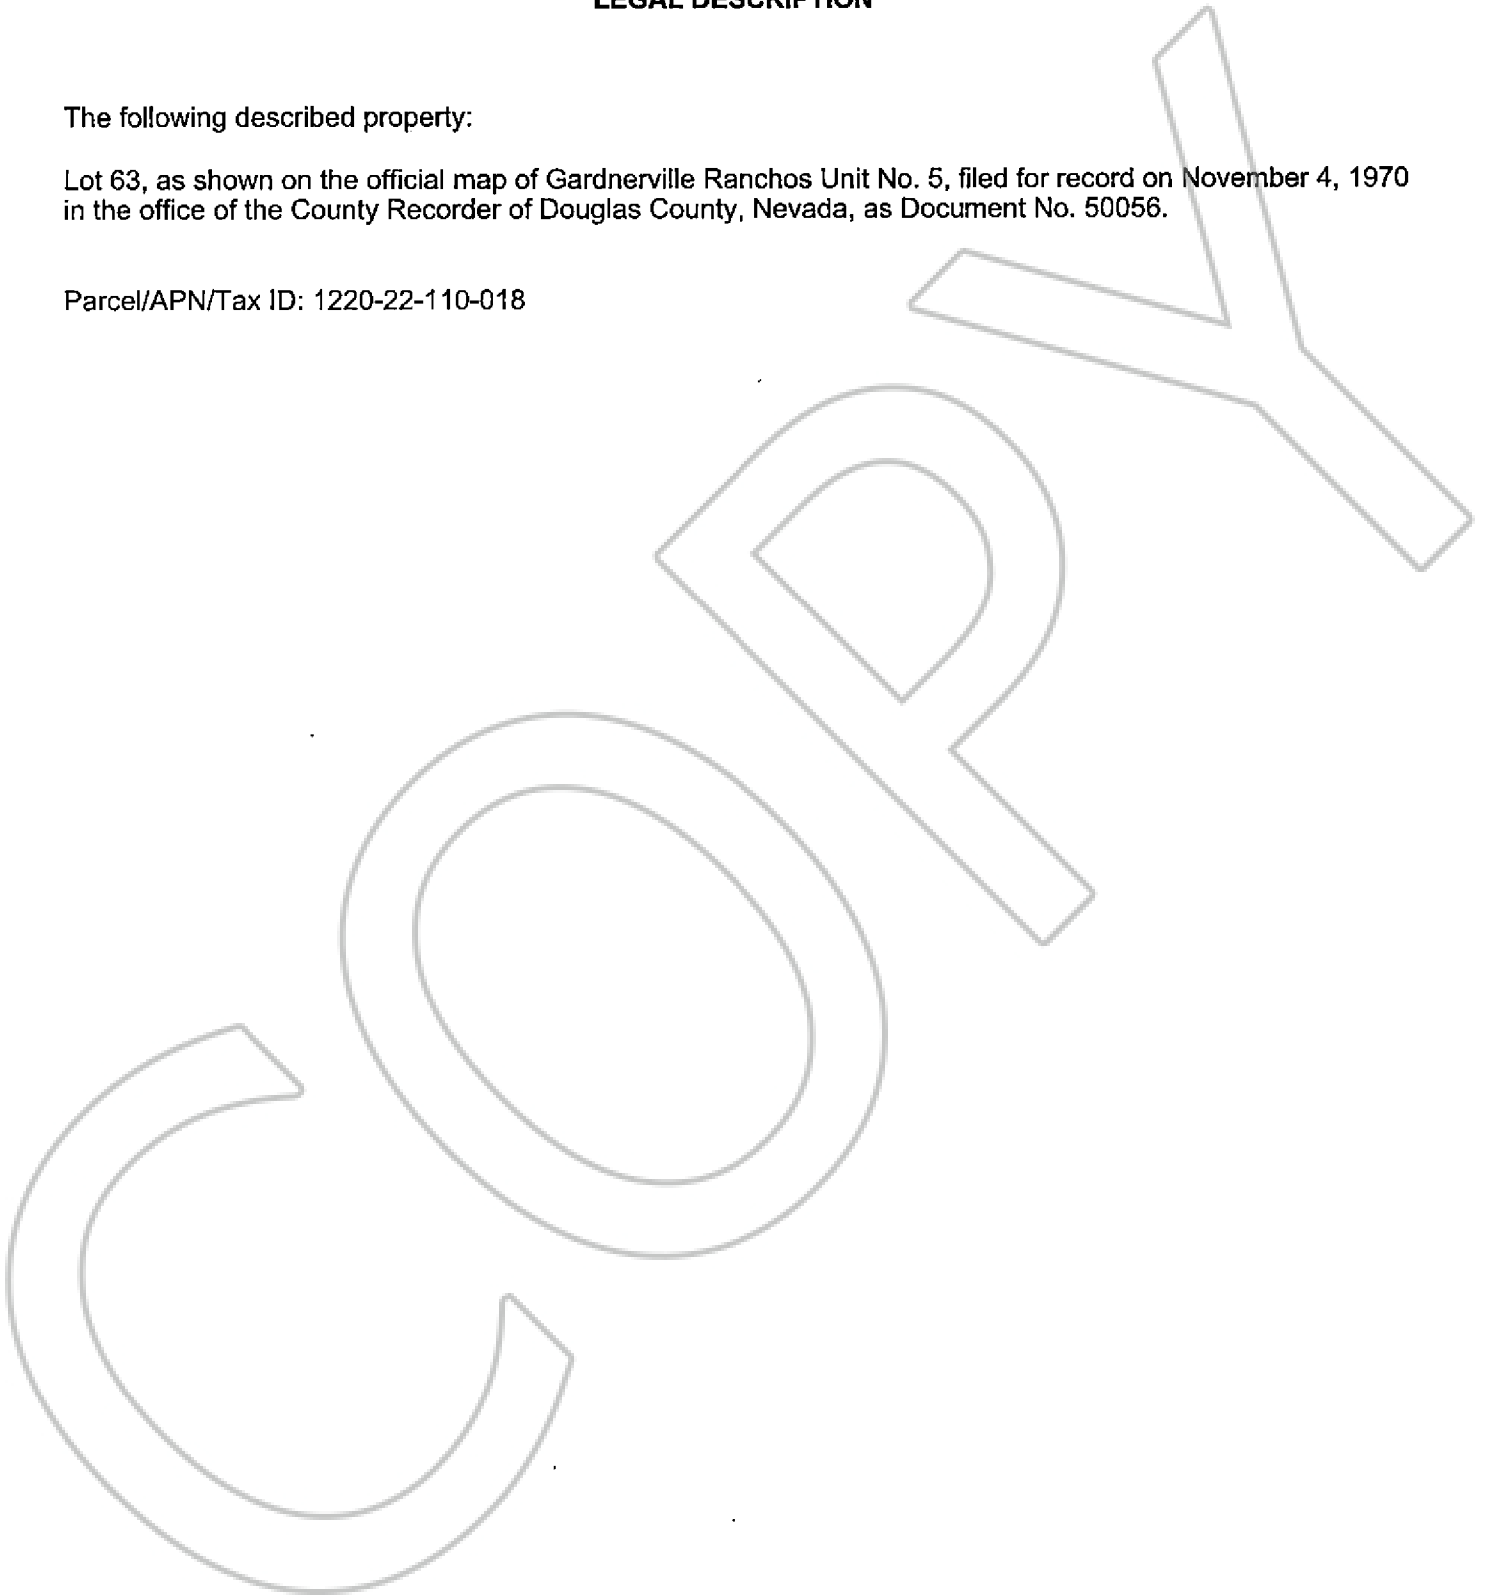 LEGAL DESCRIPTION
The following described property:
Lot 63, as shown on the official map of Gardnerville Ranchos Unit No. 5, filed for record on November 4, 1970
in the office of the County Recorder of Douglas County, Nevada, as Document No. 50056.
Parcel/APN/Tax ID: 1220-22-110-018
COPY